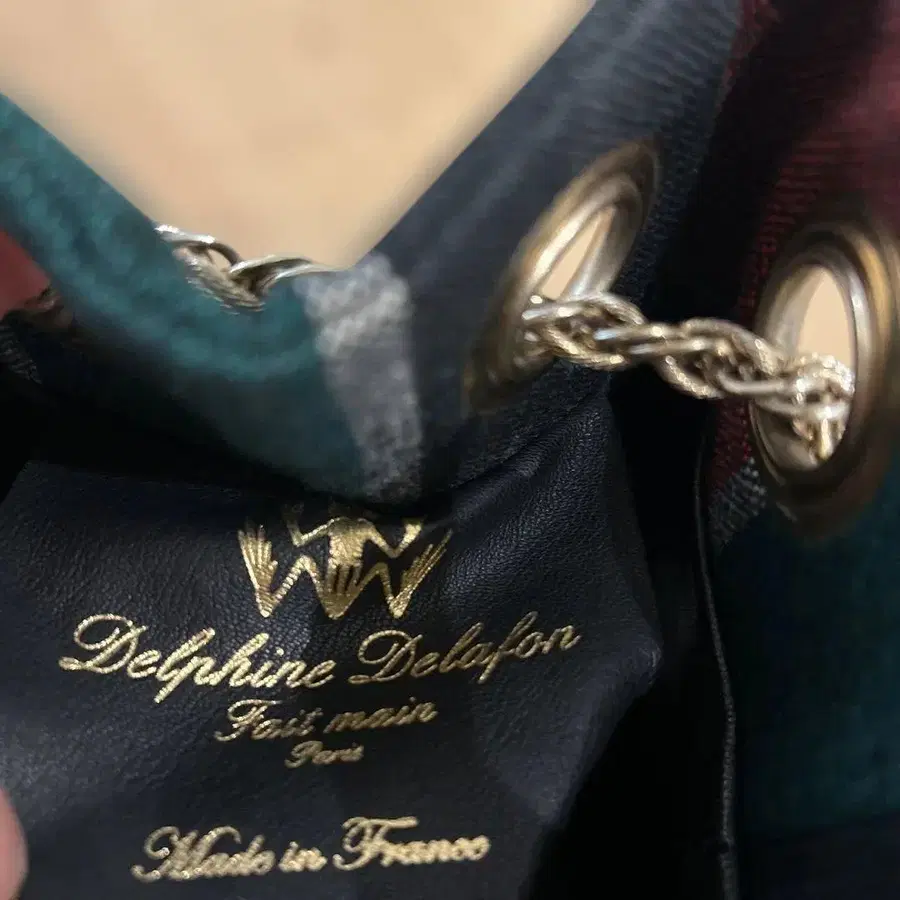 Delphine Delafon
Fait main
Paris
Made in France